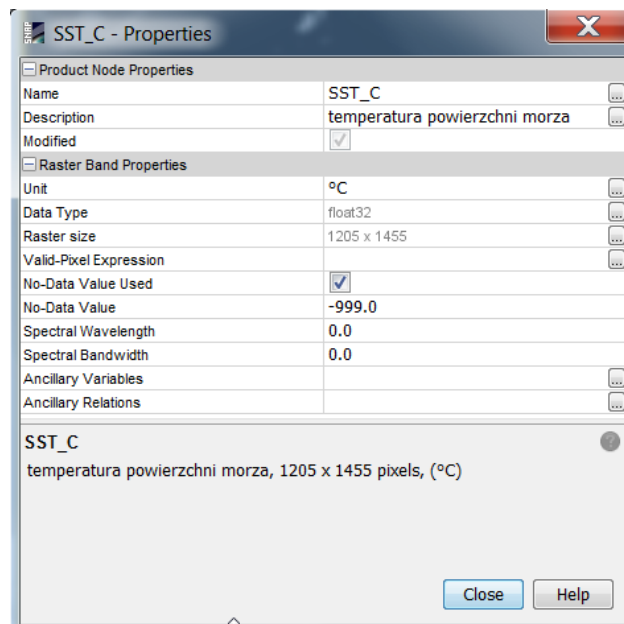 SNAP SST_C - Properties
X
Product Node Properties
Name SST_C ...
Description temperatura powierzchni morza ...
Modified
Raster Band Properties
Unit °C ...
Data Type float32 ...
Raster size 1205 x 1455 ...
Valid-Pixel Expression ...
No-Data Value Used
No-Data Value -999.0
Spectral Wavelength 0.0
Spectral Bandwidth 0.0
Ancillary Variables ...
Ancillary Relations ...
SST_C ?
temperatura powierzchni morza, 1205 x 1455 pixels, (°C)
Close Help